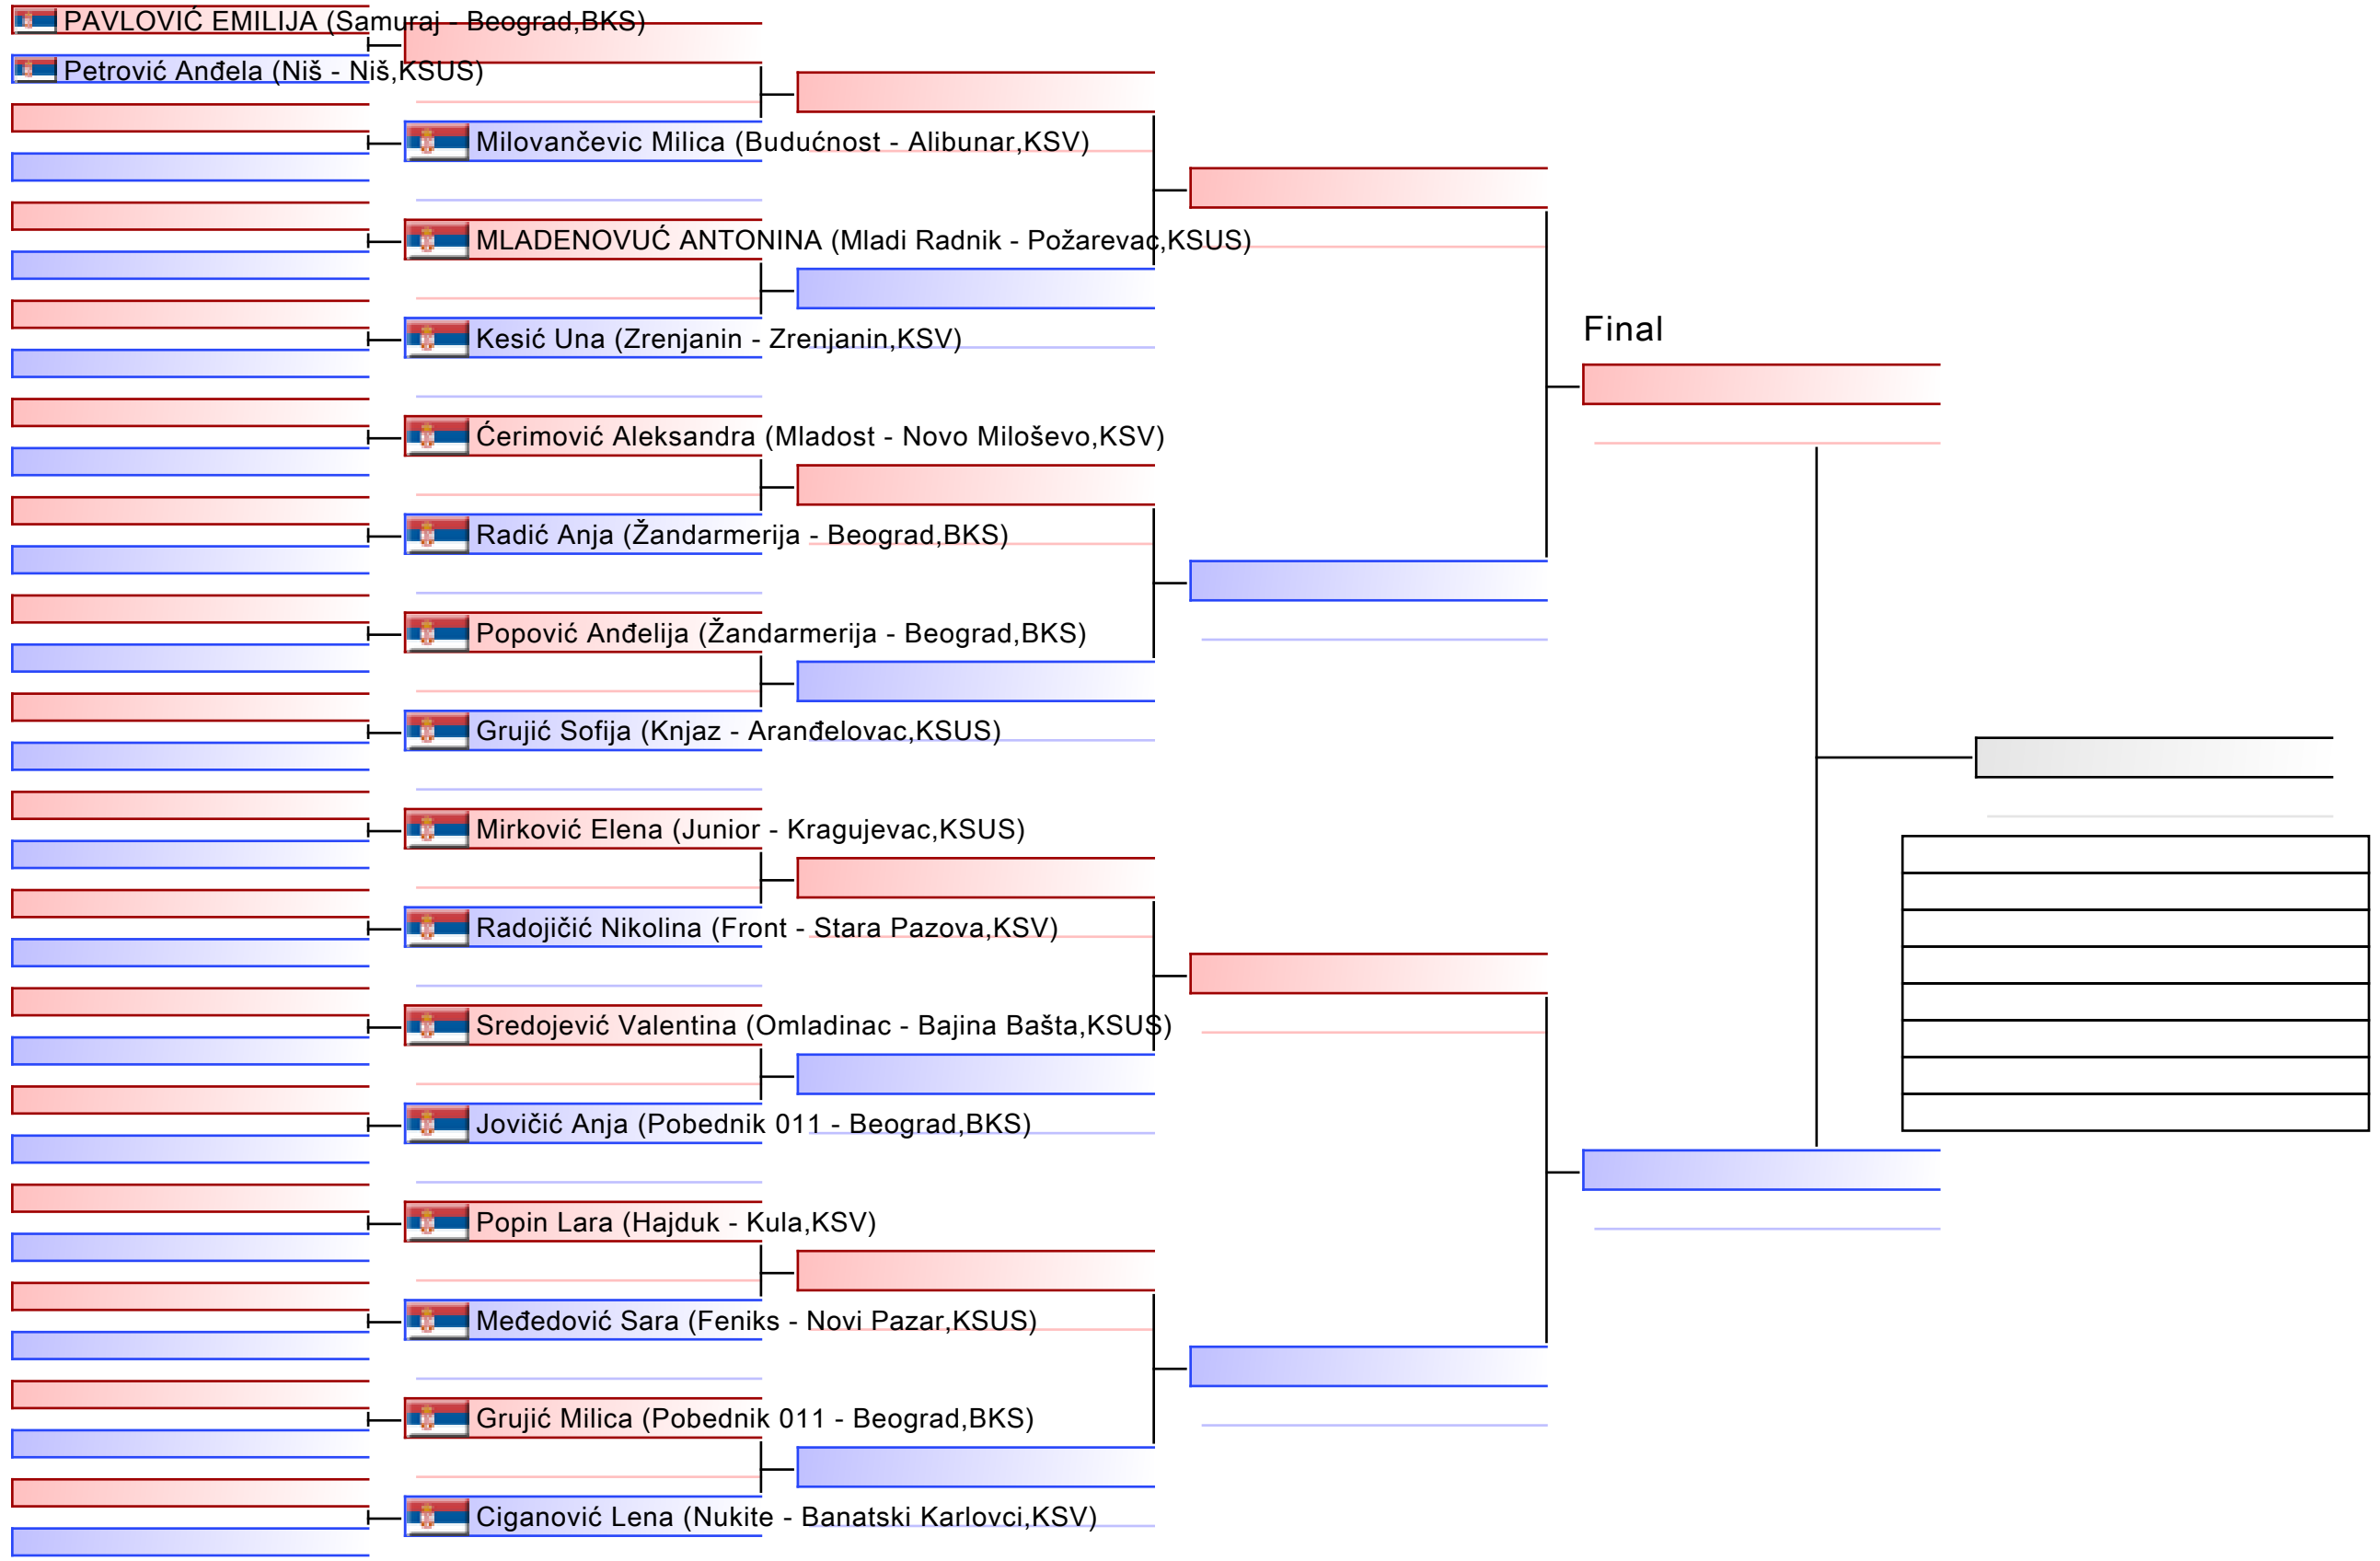 PAVLOVIĆ EMILIJA (Samuraj - Beograd,BKS)
Petrović Anđela (Niš - Niš,KSUS)
Milovančevic Milica (Budućnost - Alibunar,KSV)
MLADENOVUĆ ANTONINA (Mladi Radnik - Požarevac,KSUS)
Kesić Una (Zrenjanin - Zrenjanin,KSV)
Ćerimović Aleksandra (Mladost - Novo Miloševo,KSV)
Radić Anja (Žandarmerija - Beograd,BKS)
Popović Anđelija (Žandarmerija - Beograd,BKS)
Grujić Sofija (Knjaz - Aranđelovac,KSUS)
Mirković Elena (Junior - Kragujevac,KSUS)
Radojičić Nikolina (Front - Stara Pazova,KSV)
Sredojević Valentina (Omladinac - Bajina Bašta,KSUS)
Jovičić Anja (Pobednik 011 - Beograd,BKS)
Popin Lara (Hajduk - Kula,KSV)
Međedović Sara (Feniks - Novi Pazar,KSUS)
Grujić Milica (Pobednik 011 - Beograd,BKS)
Ciganović Lena (Nukite - Banatski Karlovci,KSV)
Final